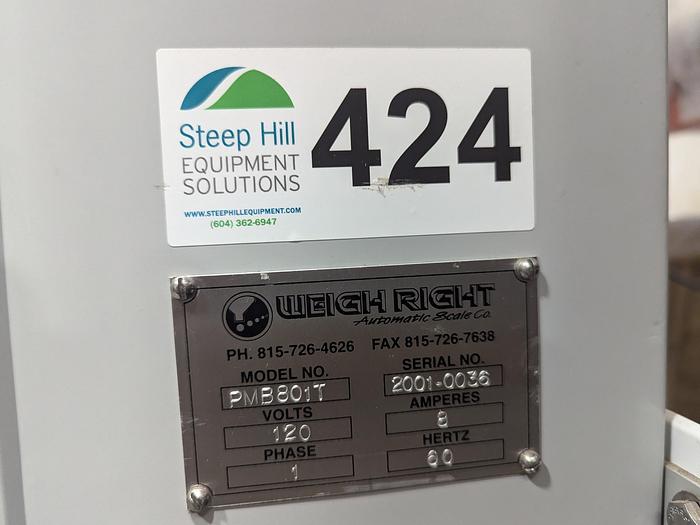 Steep Hill
EQUIPMENT
SOLUTIONS
424
WWW.STEEPHILLEQUIPMENT.COM
(604) 362-6947
WEIGH RIGHT
Automatic Scale Co.
PH. 815-726-4626 FAX 815-726-7638
MODEL NO. SERIAL NO.
PMB801T 2001-0036
VOLTS AMPERES
120 8
PHASE HERTZ
1 60